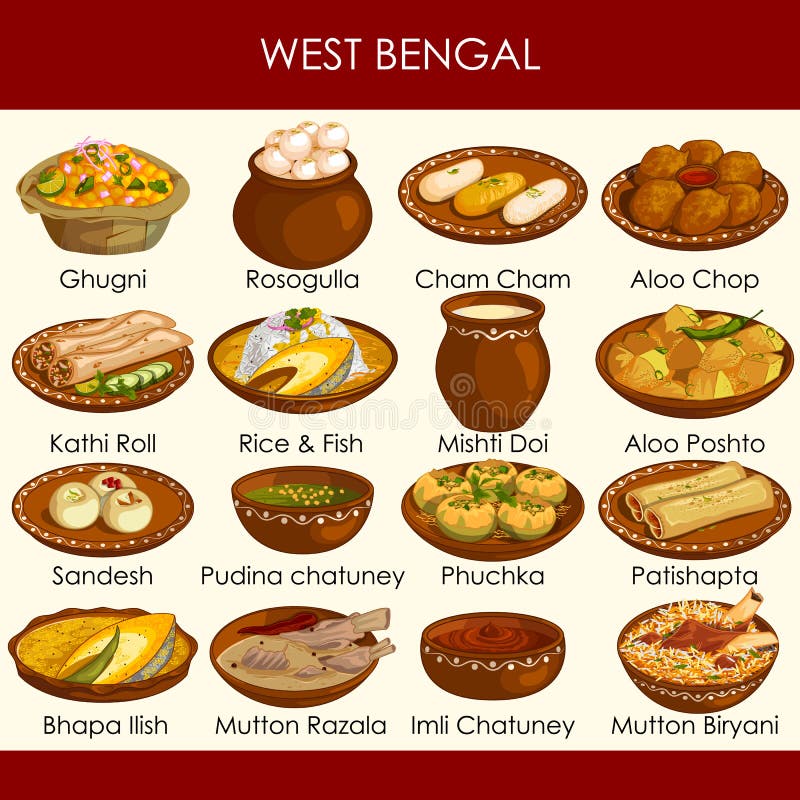 WEST BENGAL
Ghugni Rosogulla Cham Cham Aloo Chop
Kathi Roll Rice & Fish Mishti Doi Aloo Poshto
Sandesh Pudina chatuney Phuchka Patishapta
Bhapa Ilish Mutton Razala Imli Chatuney Mutton Biryani
dreamstime